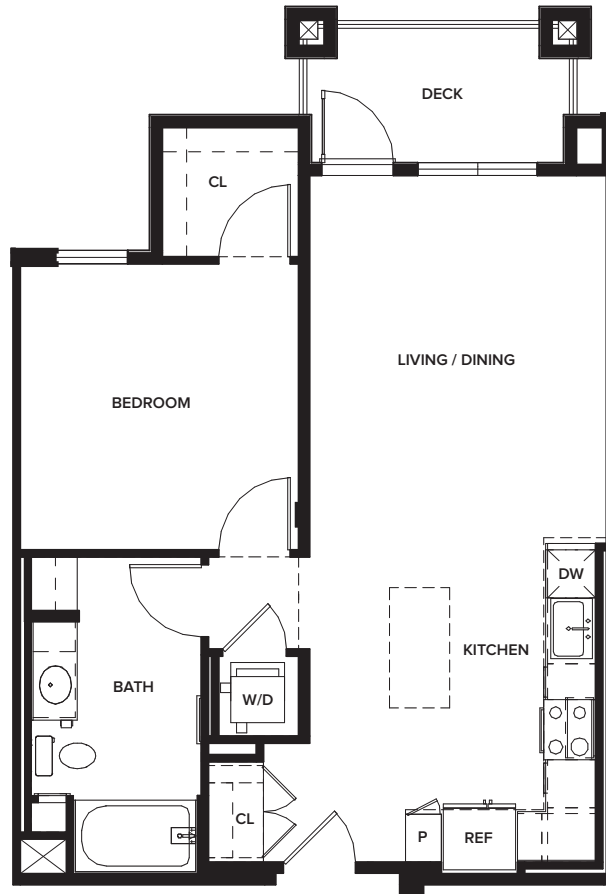 DECK
CL
LIVING / DINING
BEDROOM
DW
KITCHEN
BATH
W/D
CL
P
REF